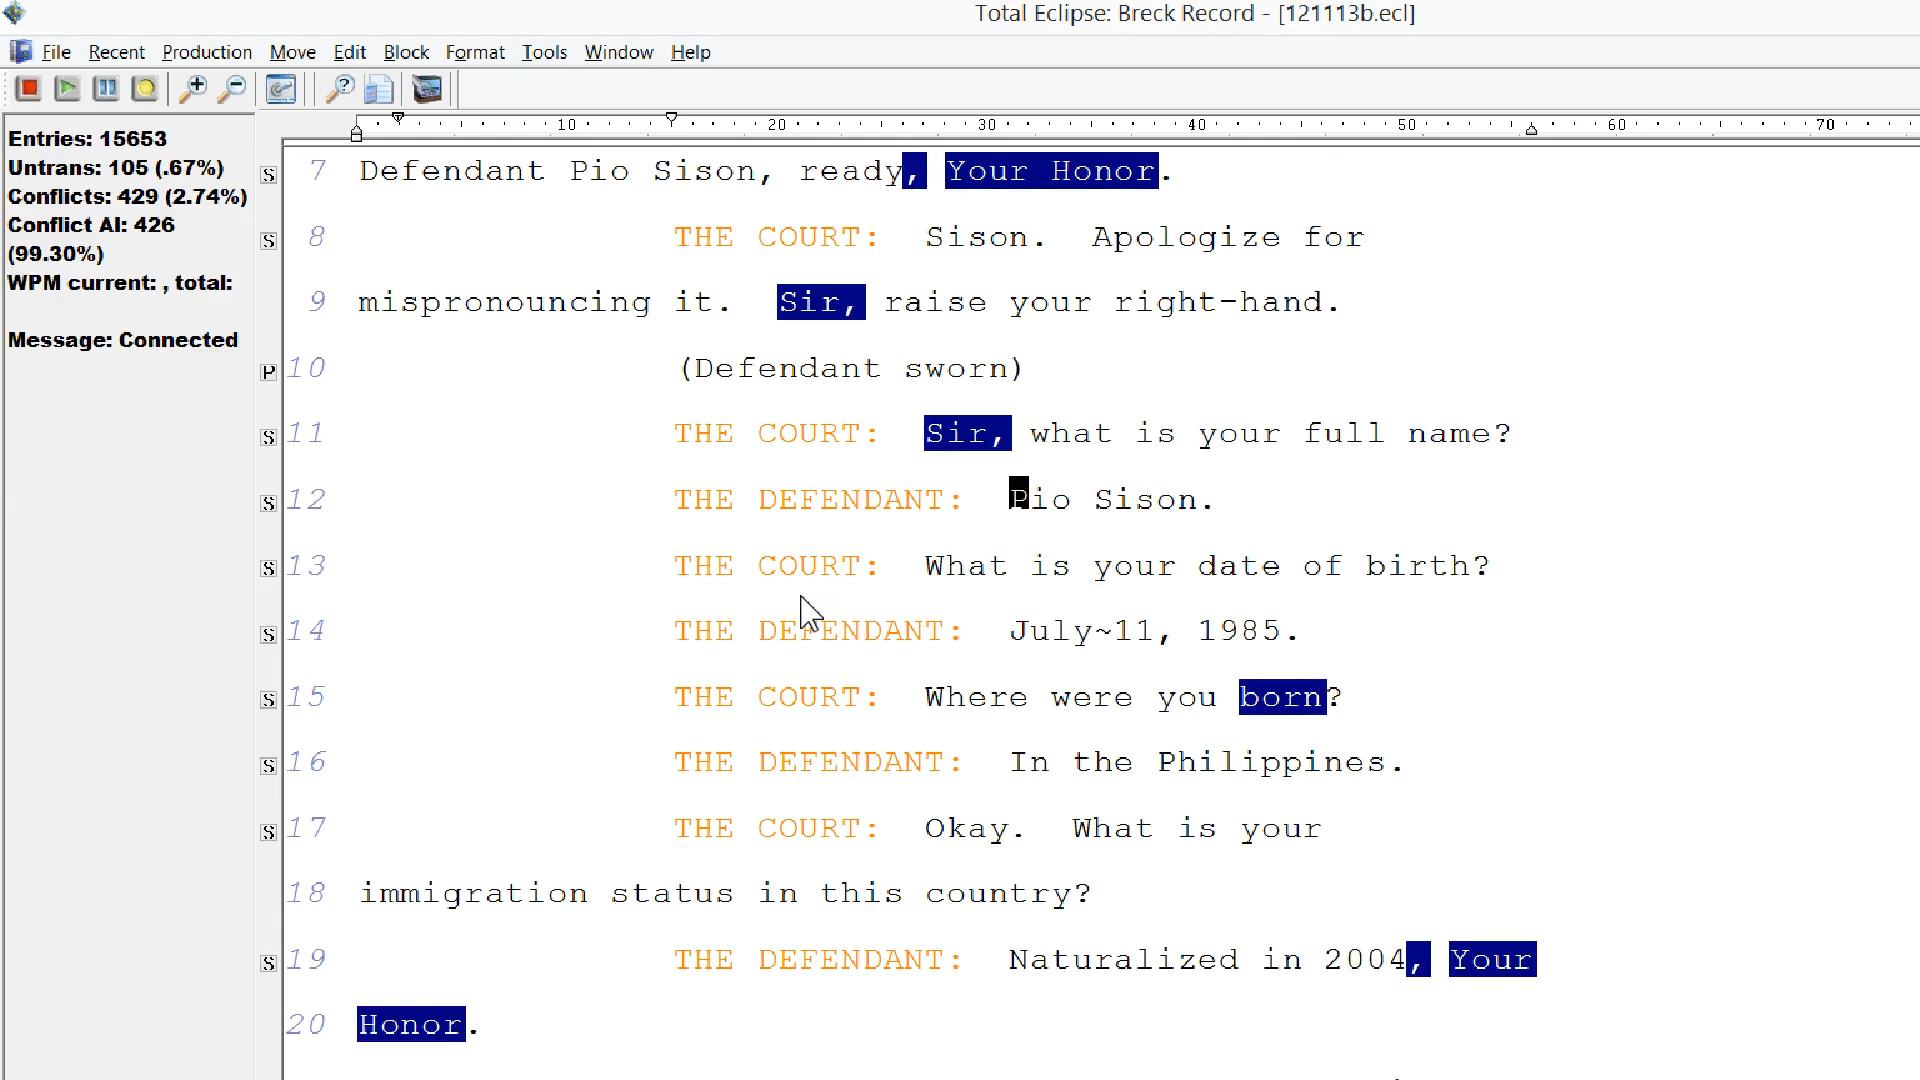 Total Eclipse: Breck Record - [121113b.ecl]
File Recent Production Move Edit Block Format Tools Window Help
Entries: 15653
Untrans: 105 (.67%)
Conflicts: 429 (2.74%)
Conflict AI: 426
(99.30%)
WPM current: , total:
Message: Connected
10 20 30 40 50 60 70
S 7 Defendant Pio Sison, ready, Your Honor.
S 8 THE COURT: Sison. Apologize for
9 mispronouncing it. Sir, raise your right-hand.
P 10 (Defendant sworn)
S 11 THE COURT: Sir, what is your full name?
S 12 THE DEFENDANT: Pio Sison.
S 13 THE COURT: What is your date of birth?
S 14 THE DEFENDANT: July~11, 1985.
S 15 THE COURT: Where were you born?
S 16 THE DEFENDANT: In the Philippines.
S 17 THE COURT: Okay. What is your
18 immigration status in this country?
S 19 THE DEFENDANT: Naturalized in 2004, Your
20 Honor.